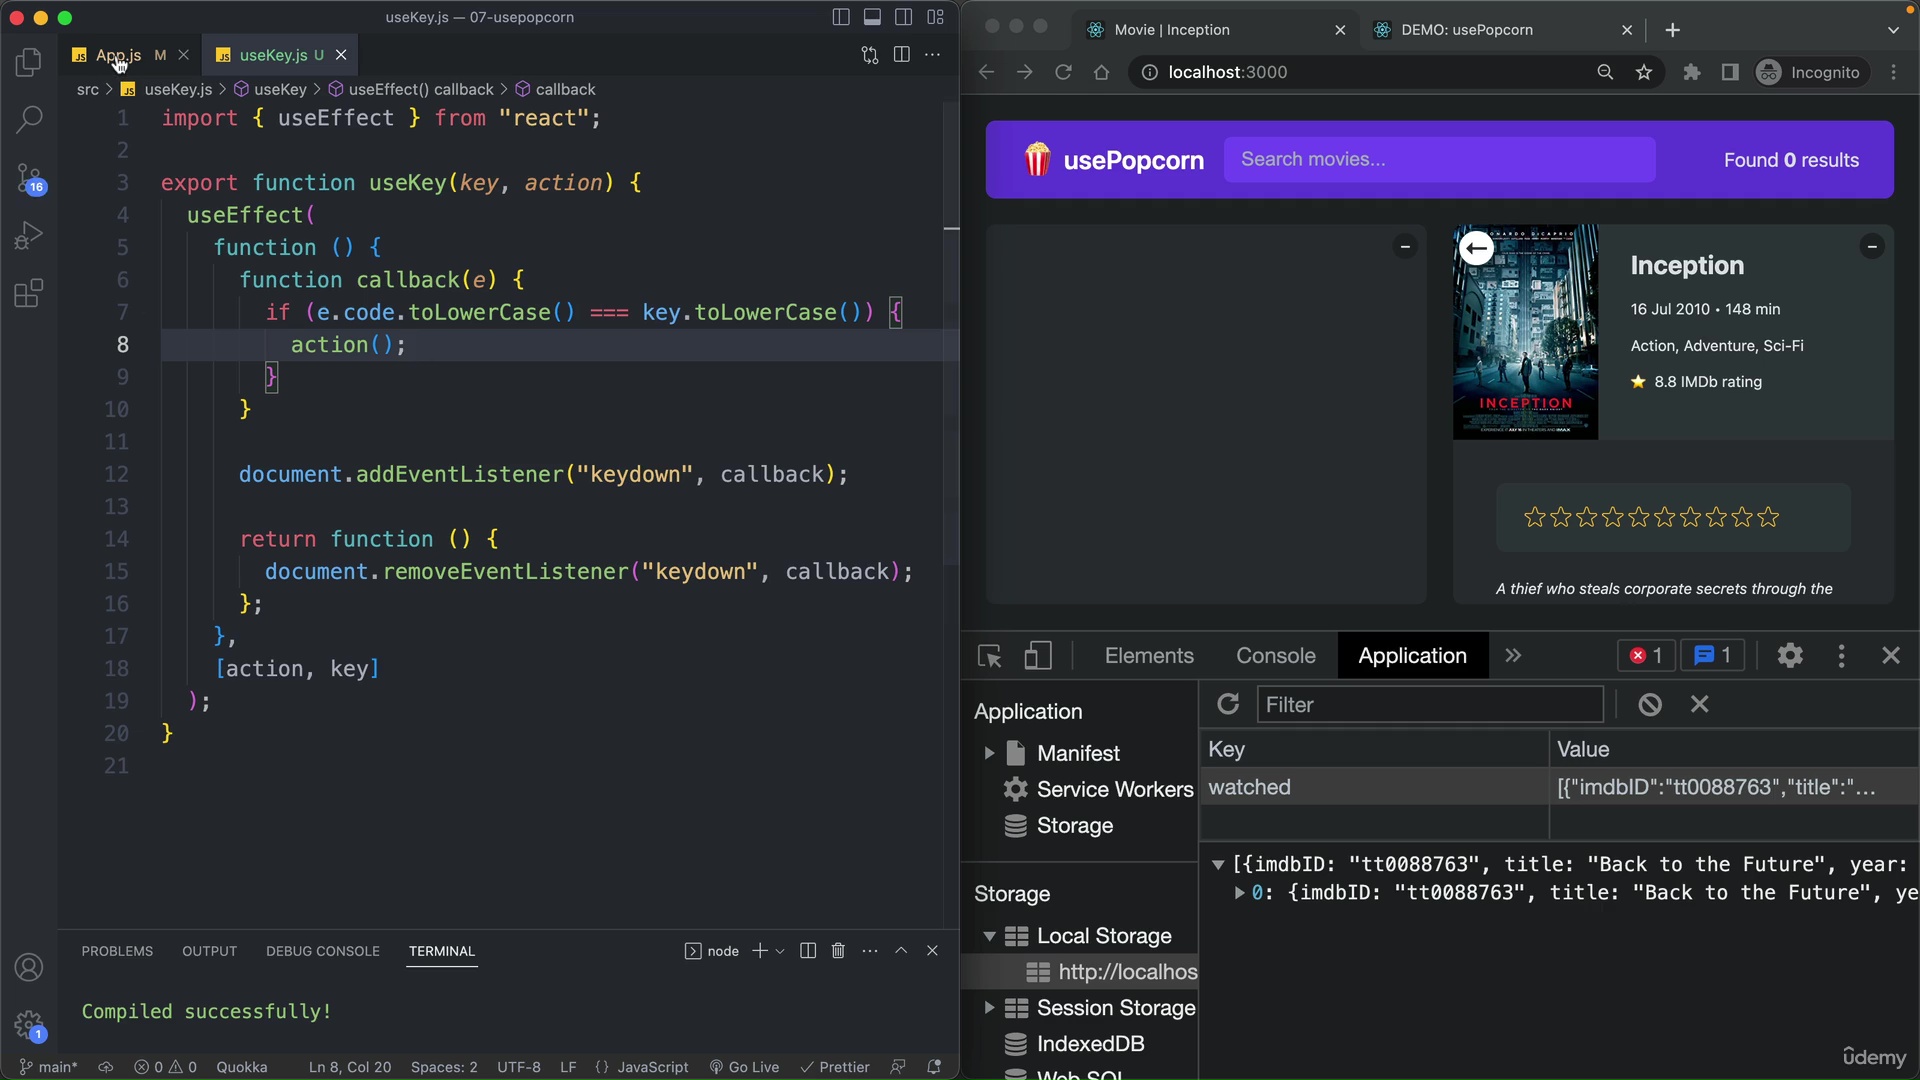 useKey.js — 07-usepopcorn
App.js M
useKey.js U
src > useKey.js > useKey > useEffect() callback > callback
1 import { useEffect } from "react";
2
3 export function useKey(key, action) {
4 useEffect(
5 function () {
6 function callback(e) {
7 if (e.code.toLowerCase() === key.toLowerCase()) {
8 action();
9 }
10 }
11
12 document.addEventListener("keydown", callback);
13
14 return function () {
15 document.removeEventListener("keydown", callback);
16 };
17 },
18 [action, key]
19 );
20 }
21
16
1
PROBLEMS OUTPUT DEBUG CONSOLE TERMINAL
node
Compiled successfully!
main* 0 0 Quokka Ln 8, Col 20 Spaces: 2 UTF-8 LF {} JavaScript Go Live Prettier
Movie | Inception
DEMO: usePopcorn
localhost:3000
Incognito
usePopcorn
Search movies...
Found 0 results
INCEPTION
Inception
16 Jul 2010 • 148 min
Action, Adventure, Sci-Fi
8.8 IMDb rating
A thief who steals corporate secrets through the
Elements Console Application 1 1
Application
Manifest
Service Workers
Storage
Storage
Local Storage
http://localhos
Session Storage
IndexedDB
Web SQL
Filter
Key Value
watched [{"imdbID":"tt0088763","title":"...
[{imdbID: "tt0088763", title: "Back to the Future", year:
0: {imdbID: "tt0088763", title: "Back to the Future", ye
ûdemy